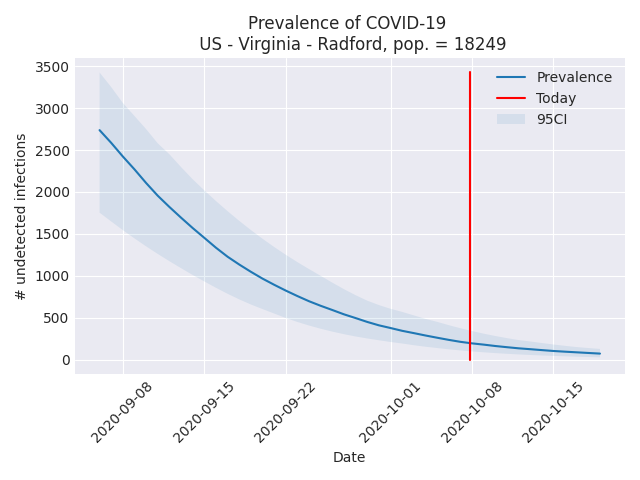 Prevalence of COVID-19
US - Virginia - Radford, pop. = 18249
3500
3000
2500
2000
1500
1000
500
0
# undetected infections
Prevalence
Today
95CI
2020-09-08
2020-09-15
2020-09-22
2020-10-01
2020-10-08
2020-10-15
Date